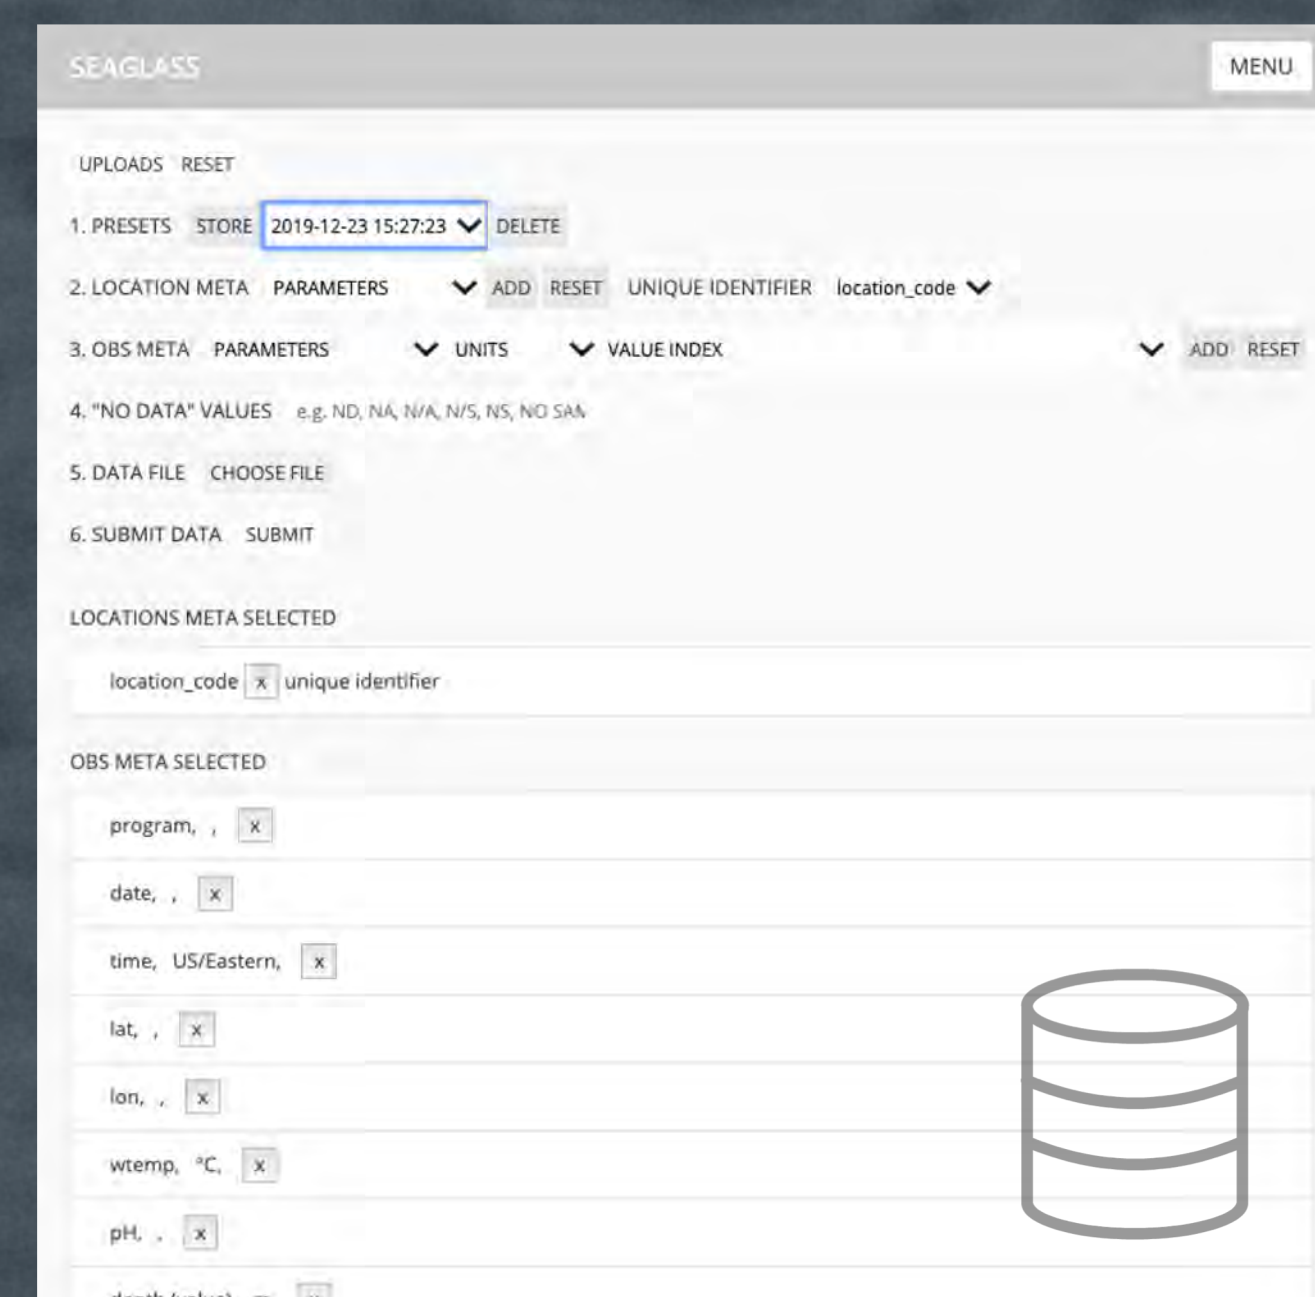 SEAGLASS MENU
UPLOADS RESET
1. PRESETS STORE 2019-12-23 15:27:23 DELETE
2. LOCATION META PARAMETERS ADD RESET UNIQUE IDENTIFIER location_code
3. OBS META PARAMETERS UNITS VALUE INDEX ADD RESET
4. "NO DATA" VALUES e.g. ND, NA, N/A, N/S, NS, NO SAM
5. DATA FILE CHOOSE FILE
6. SUBMIT DATA SUBMIT
LOCATIONS META SELECTED
location_code x unique identifier
OBS META SELECTED
program, , x
date, , x
time, US/Eastern, x
lat, , x
lon, , x
wtemp, °C, x
pH, , x